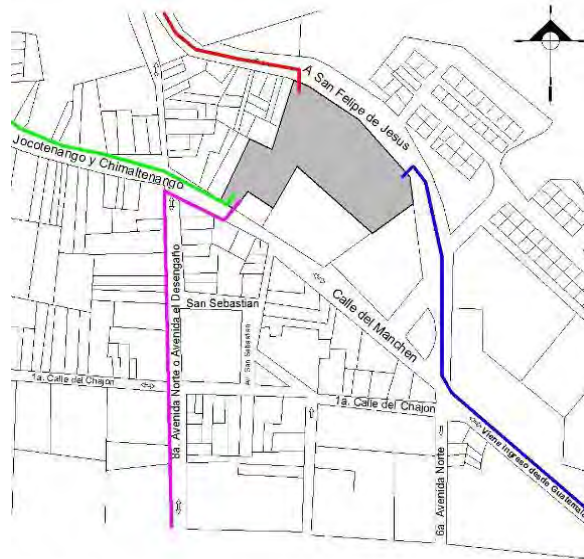 A San Felipe de Jesus
Jocotenango y Chimaltenango
San Sebastian
Calle del Manchen
8a. Avenida Norte o Avenida el Desengaño
Av. San Sebastian
1a. Calle del Chajon
1a. Calle del Chajon
6a. Avenida Norte
Viene ingreso desde Guatemala